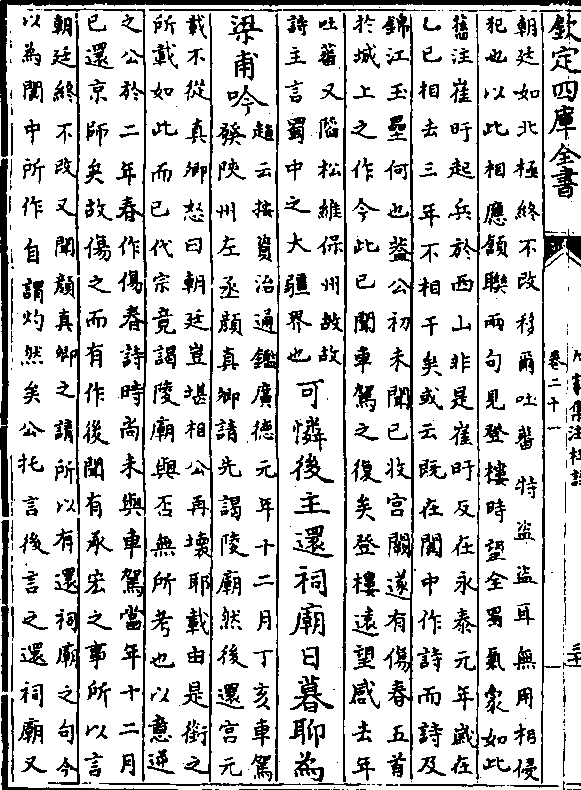 欽定四庫全書
九家集注杜詩
卷二十一
朝廷如北極終不改移爾吐蕃特盜盜耳無用相侵
犯也以此相應頷聯兩句見登樓時望全蜀氣象如此
舊注崔旰起兵於西山非是崔旰反在永泰元年歲在
乙巳相去三年不相干矣或云既在閬中作詩而詩及
錦江玉壘何也蓋公初未聞已收宮闕遂有傷春五首
於城上之作今此已聞車駕之復矣登樓遠望感去年
吐蕃又陷松維保州故故
詩主言蜀中之大疆界也
可憐後主還祠廟日暮聊為
梁甫吟
趙云按資治通鑑廣德元年十二月丁亥車駕
發陜州左丞顏真卿請先謁陵廟然後還宮元
載不從真卿怒曰朝廷豈堪相公再壞耶載由是銜之
所載如此而已代宗竟謁陵廟與否無所考也以意逆
之公於二年春作傷春詩時尚未與車駕當年十二月
已還京師矣故傷之而有作後聞有承宏之事所以言
朝廷終不改又聞顏真卿之請所以有還祠廟之句今
以為閬中所作自謂灼然矣公托言後言之還祠廟又